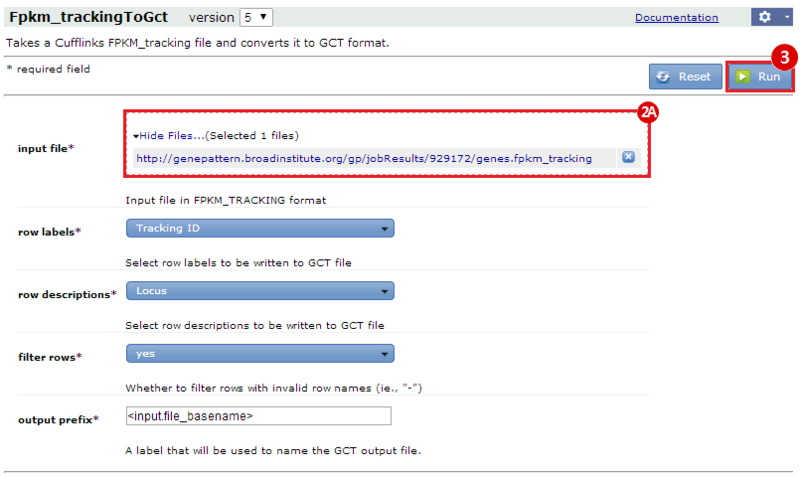 Fpkm_trackingToGct version 5 Documentation
Takes a Cufflinks FPKM_tracking file and converts it to GCT format.
* required field
3
Reset Run
2A
Hide Files...(Selected 1 files)
input file*
http://genepattern.broadinstitute.org/gp/jobResults/929172/genes.fpkm_tracking
Input file in FPKM_TRACKING format
row labels* Tracking ID
Select row labels to be written to GCT file
row descriptions* Locus
Select row descriptions to be written to GCT file
filter rows* yes
Whether to filter rows with invalid row names (ie., "-")
output prefix* <input.file_basename>
A label that will be used to name the GCT output file.